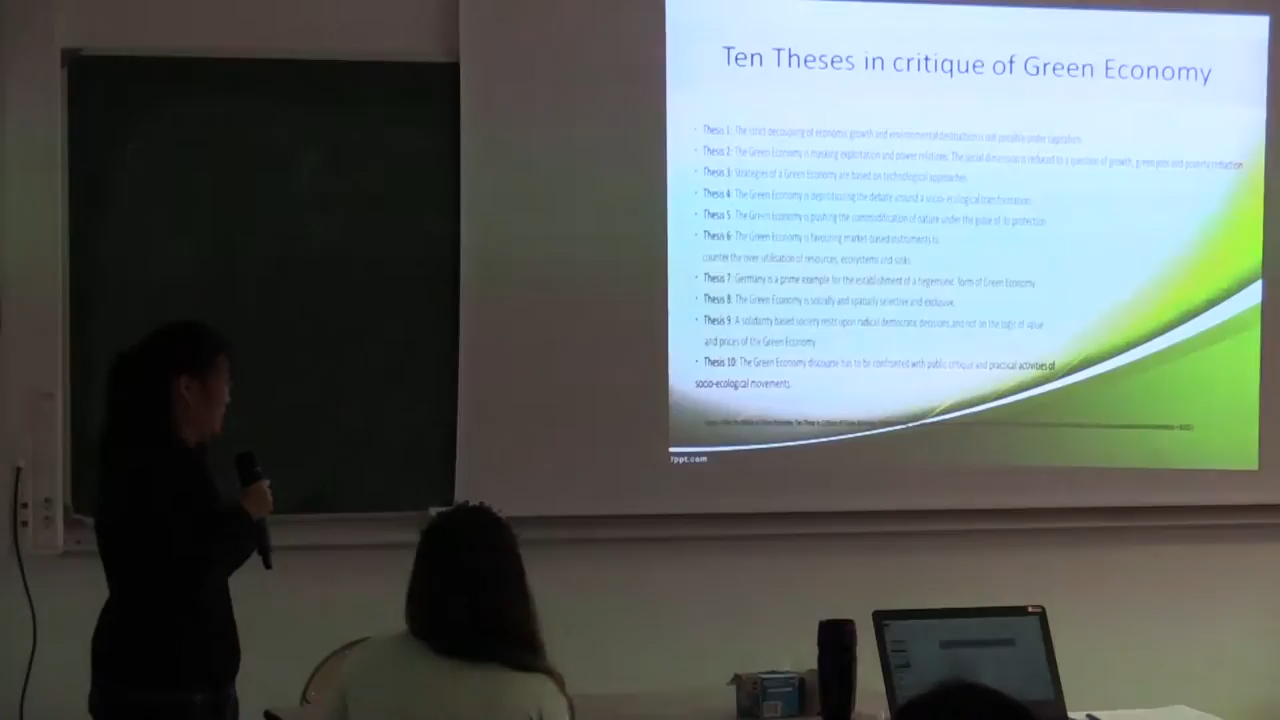 Ten Theses in critique of Green Economy
• Thesis 1: The strict decoupling of economic growth and environmental destruction is not possible under capitalism.
• Thesis 2: The Green Economy is masking exploitation and power relations. The social dimension is reduced to a question of growth, green jobs and poverty reduction
• Thesis 3: Strategies of a Green Economy are based on technological approaches.
• Thesis 4: The Green Economy is depoliticising the debate around a socio-ecological transformation.
• Thesis 5: The Green Economy is pushing the commodification of nature under the guise of its protection
• Thesis 6: The Green Economy is favouring market-based instruments to
counter the over-utilisation of resources, ecosystems and sinks.
• Thesis 7: Germany is a prime example for the establishment of a hegemonic form of Green Economy
• Thesis 8: The Green Economy is socially and spatially selective and exclusive.
• Thesis 9: A solidarity based society rests upon radical democratic decisions, and not on the logic of value
and prices of the Green Economy
• Thesis 10: The Green Economy discourse has to be confronted with public critique and practical activities of
socio-ecological movements.
ppt.com